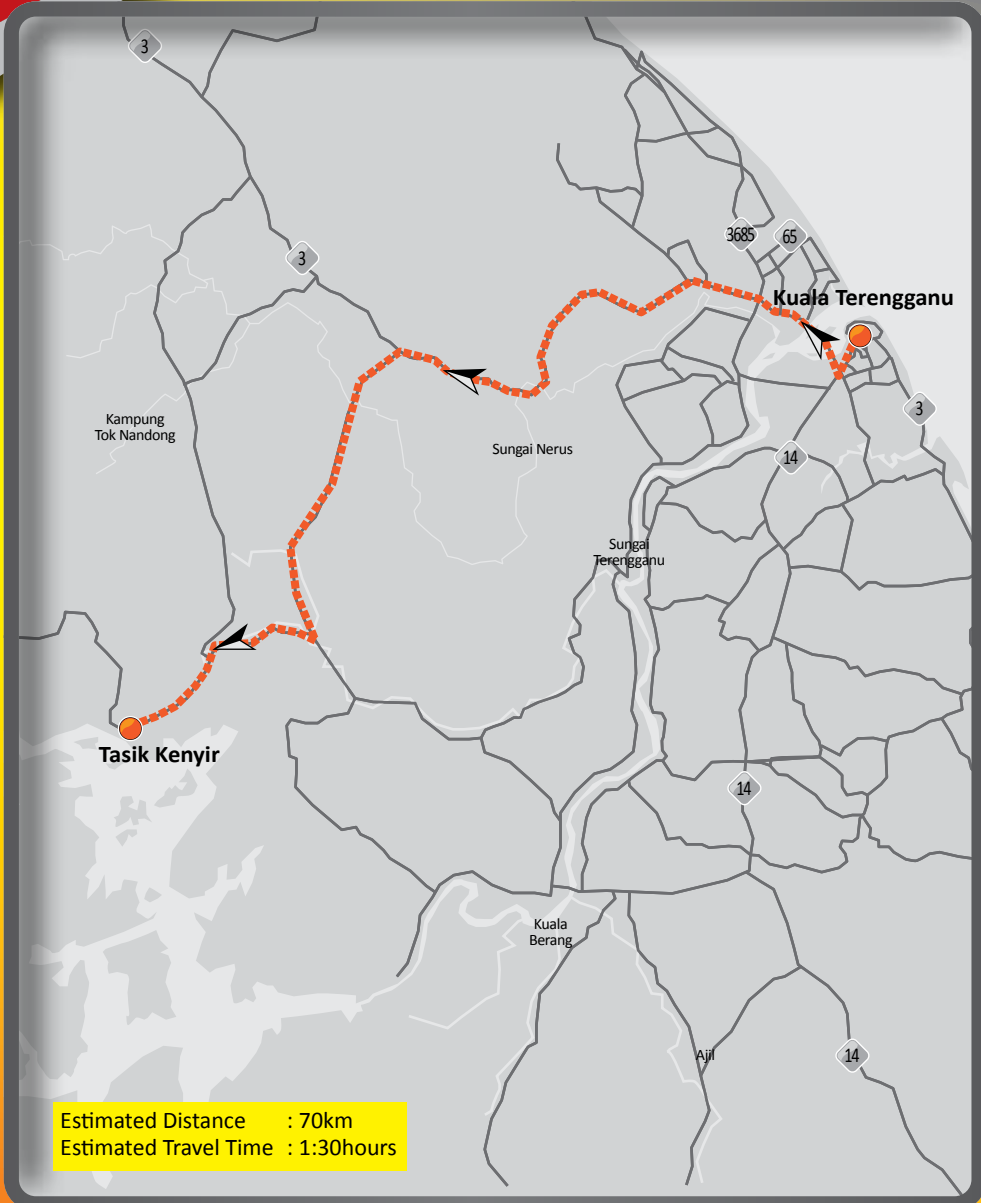 3
3685
65
Kuala Terengganu
3
3
Kampung
Tok Nandong
Sungai Nerus
14
Sungai
Terengganu
Tasik Kenyir
14
Kuala
Berang
Ajil
14
Estimated Distance : 70km
Estimated Travel Time : 1:30hours